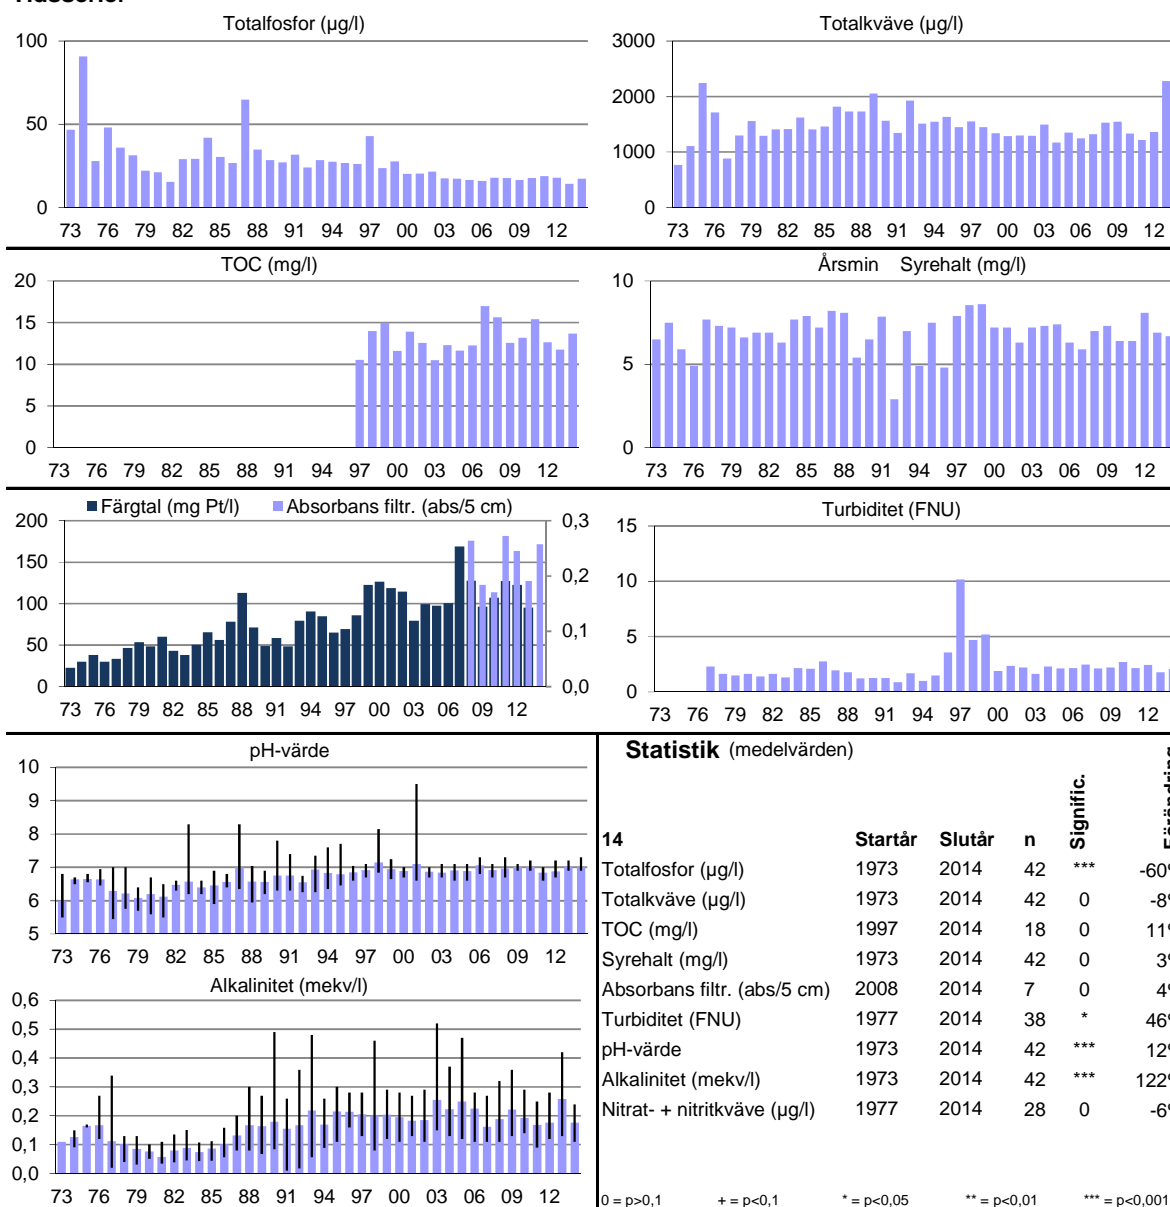 Totalfosfor (µg/l)
100
50
0
73 76 79 82 85 88 91 94 97 00 03 06 09 12
Totalkväve (µg/l)
3000
2000
1000
0
73 76 79 82 85 88 91 94 97 00 03 06 09 12
TOC (mg/l)
20
15
10
5
0
73 76 79 82 85 88 91 94 97 00 03 06 09 12
Årsmin Syrehalt (mg/l)
10
5
0
73 76 79 82 85 88 91 94 97 00 03 06 09 12
Färgtal (mg Pt/l) Absorbans filtr. (abs/5 cm)
200 0,3
150
0,2
100
0,1
50
0 0,0
73 76 79 82 85 88 91 94 97 00 03 06 09 12
Turbiditet (FNU)
15
10
5
0
73 76 79 82 85 88 91 94 97 00 03 06 09 12
pH-värde
10
9
8
7
6
5
73 76 79 82 85 88 91 94 97 00 03 06 09 12
Alkalinitet (mekv/l)
0,6
0,5
0,4
0,3
0,2
0,1
0,0
73 76 79 82 85 88 91 94 97 00 03 06 09 12
Statistik (medelvärden)
14 Startår Slutår n Signific. Förändring
Totalfosfor (µg/l) 1973 2014 42 *** -60%
Totalkväve (µg/l) 1973 2014 42 0 -8%
TOC (mg/l) 1997 2014 18 0 11%
Syrehalt (mg/l) 1973 2014 42 0 3%
Absorbans filtr. (abs/5 cm) 2008 2014 7 0 4%
Turbiditet (FNU) 1977 2014 38 * 46%
pH-värde 1973 2014 42 *** 12%
Alkalinitet (mekv/l) 1973 2014 42 *** 122%
Nitrat- + nitritkväve (µg/l) 1977 2014 28 0 -6%
0 = p>0,1 + = p<0,1 * = p<0,05 ** = p<0,01 *** = p<0,001